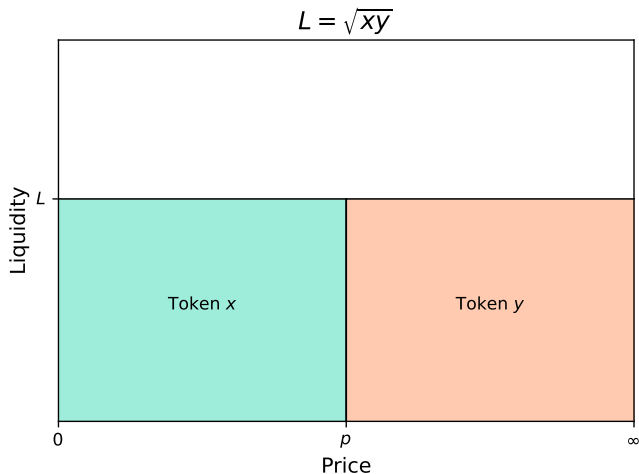 L = √xy
Liquidity
L
Token x
Token y
0
p
∞
Price